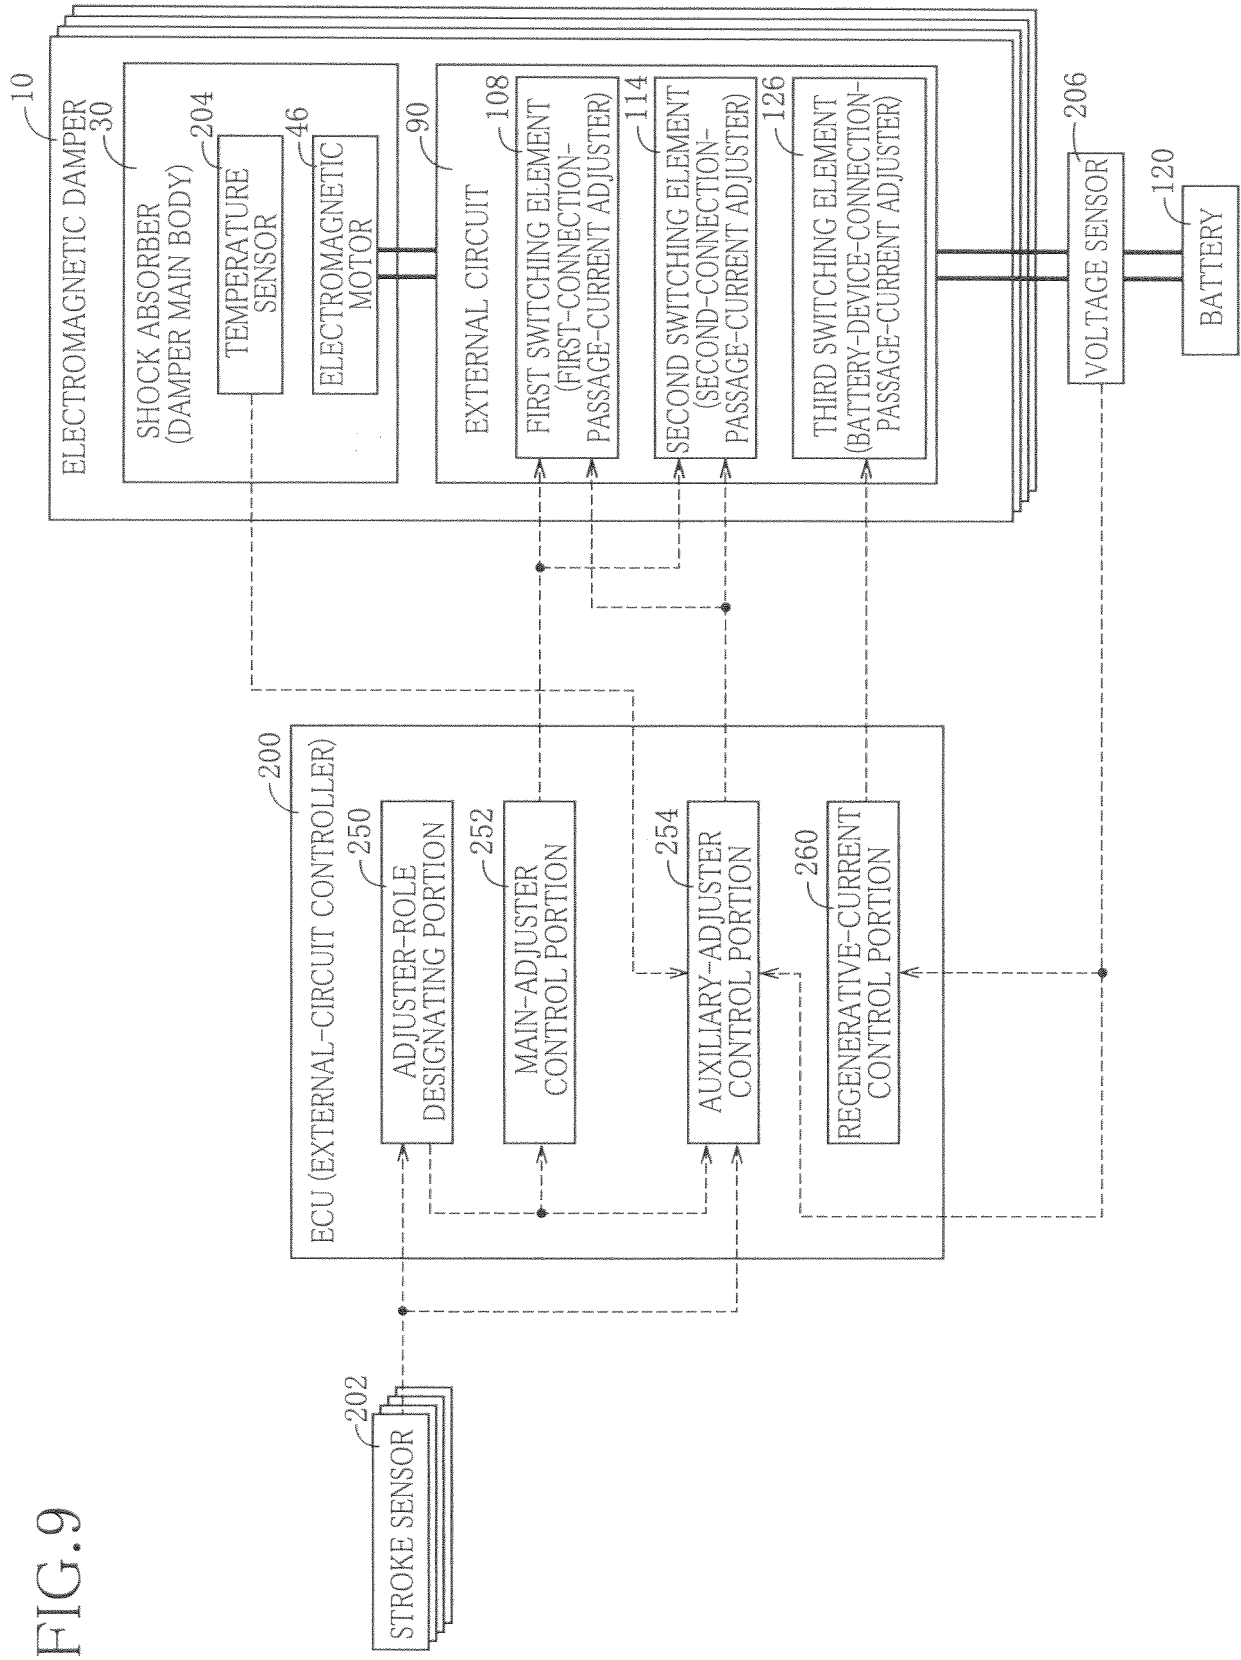 FIG.9
STROKE SENSOR
202
ECU (EXTERNAL-CIRCUIT CONTROLLER)
200
ADJUSTER-ROLE
DESIGNATING PORTION
250
MAIN-ADJUSTER
CONTROL PORTION
252
AUXILIARY-ADJUSTER
CONTROL PORTION
254
REGENERATIVE-CURRENT
CONTROL PORTION
260
ELECTROMAGNETIC DAMPER
10
SHOCK ABSORBER
(DAMPER MAIN BODY)
30
TEMPERATURE
SENSOR
204
ELECTROMAGNETIC
MOTOR
46
EXTERNAL CIRCUIT
90
FIRST SWITCHING ELEMENT
(FIRST-CONNECTION-
PASSAGE-CURRENT ADJUSTER)
108
SECOND SWITCHING ELEMENT
(SECOND-CONNECTION-
PASSAGE-CURRENT ADJUSTER)
114
THIRD SWITCHING ELEMENT
(BATTERY-DEVICE-CONNECTION-
PASSAGE-CURRENT ADJUSTER)
126
VOLTAGE SENSOR
206
BATTERY
120